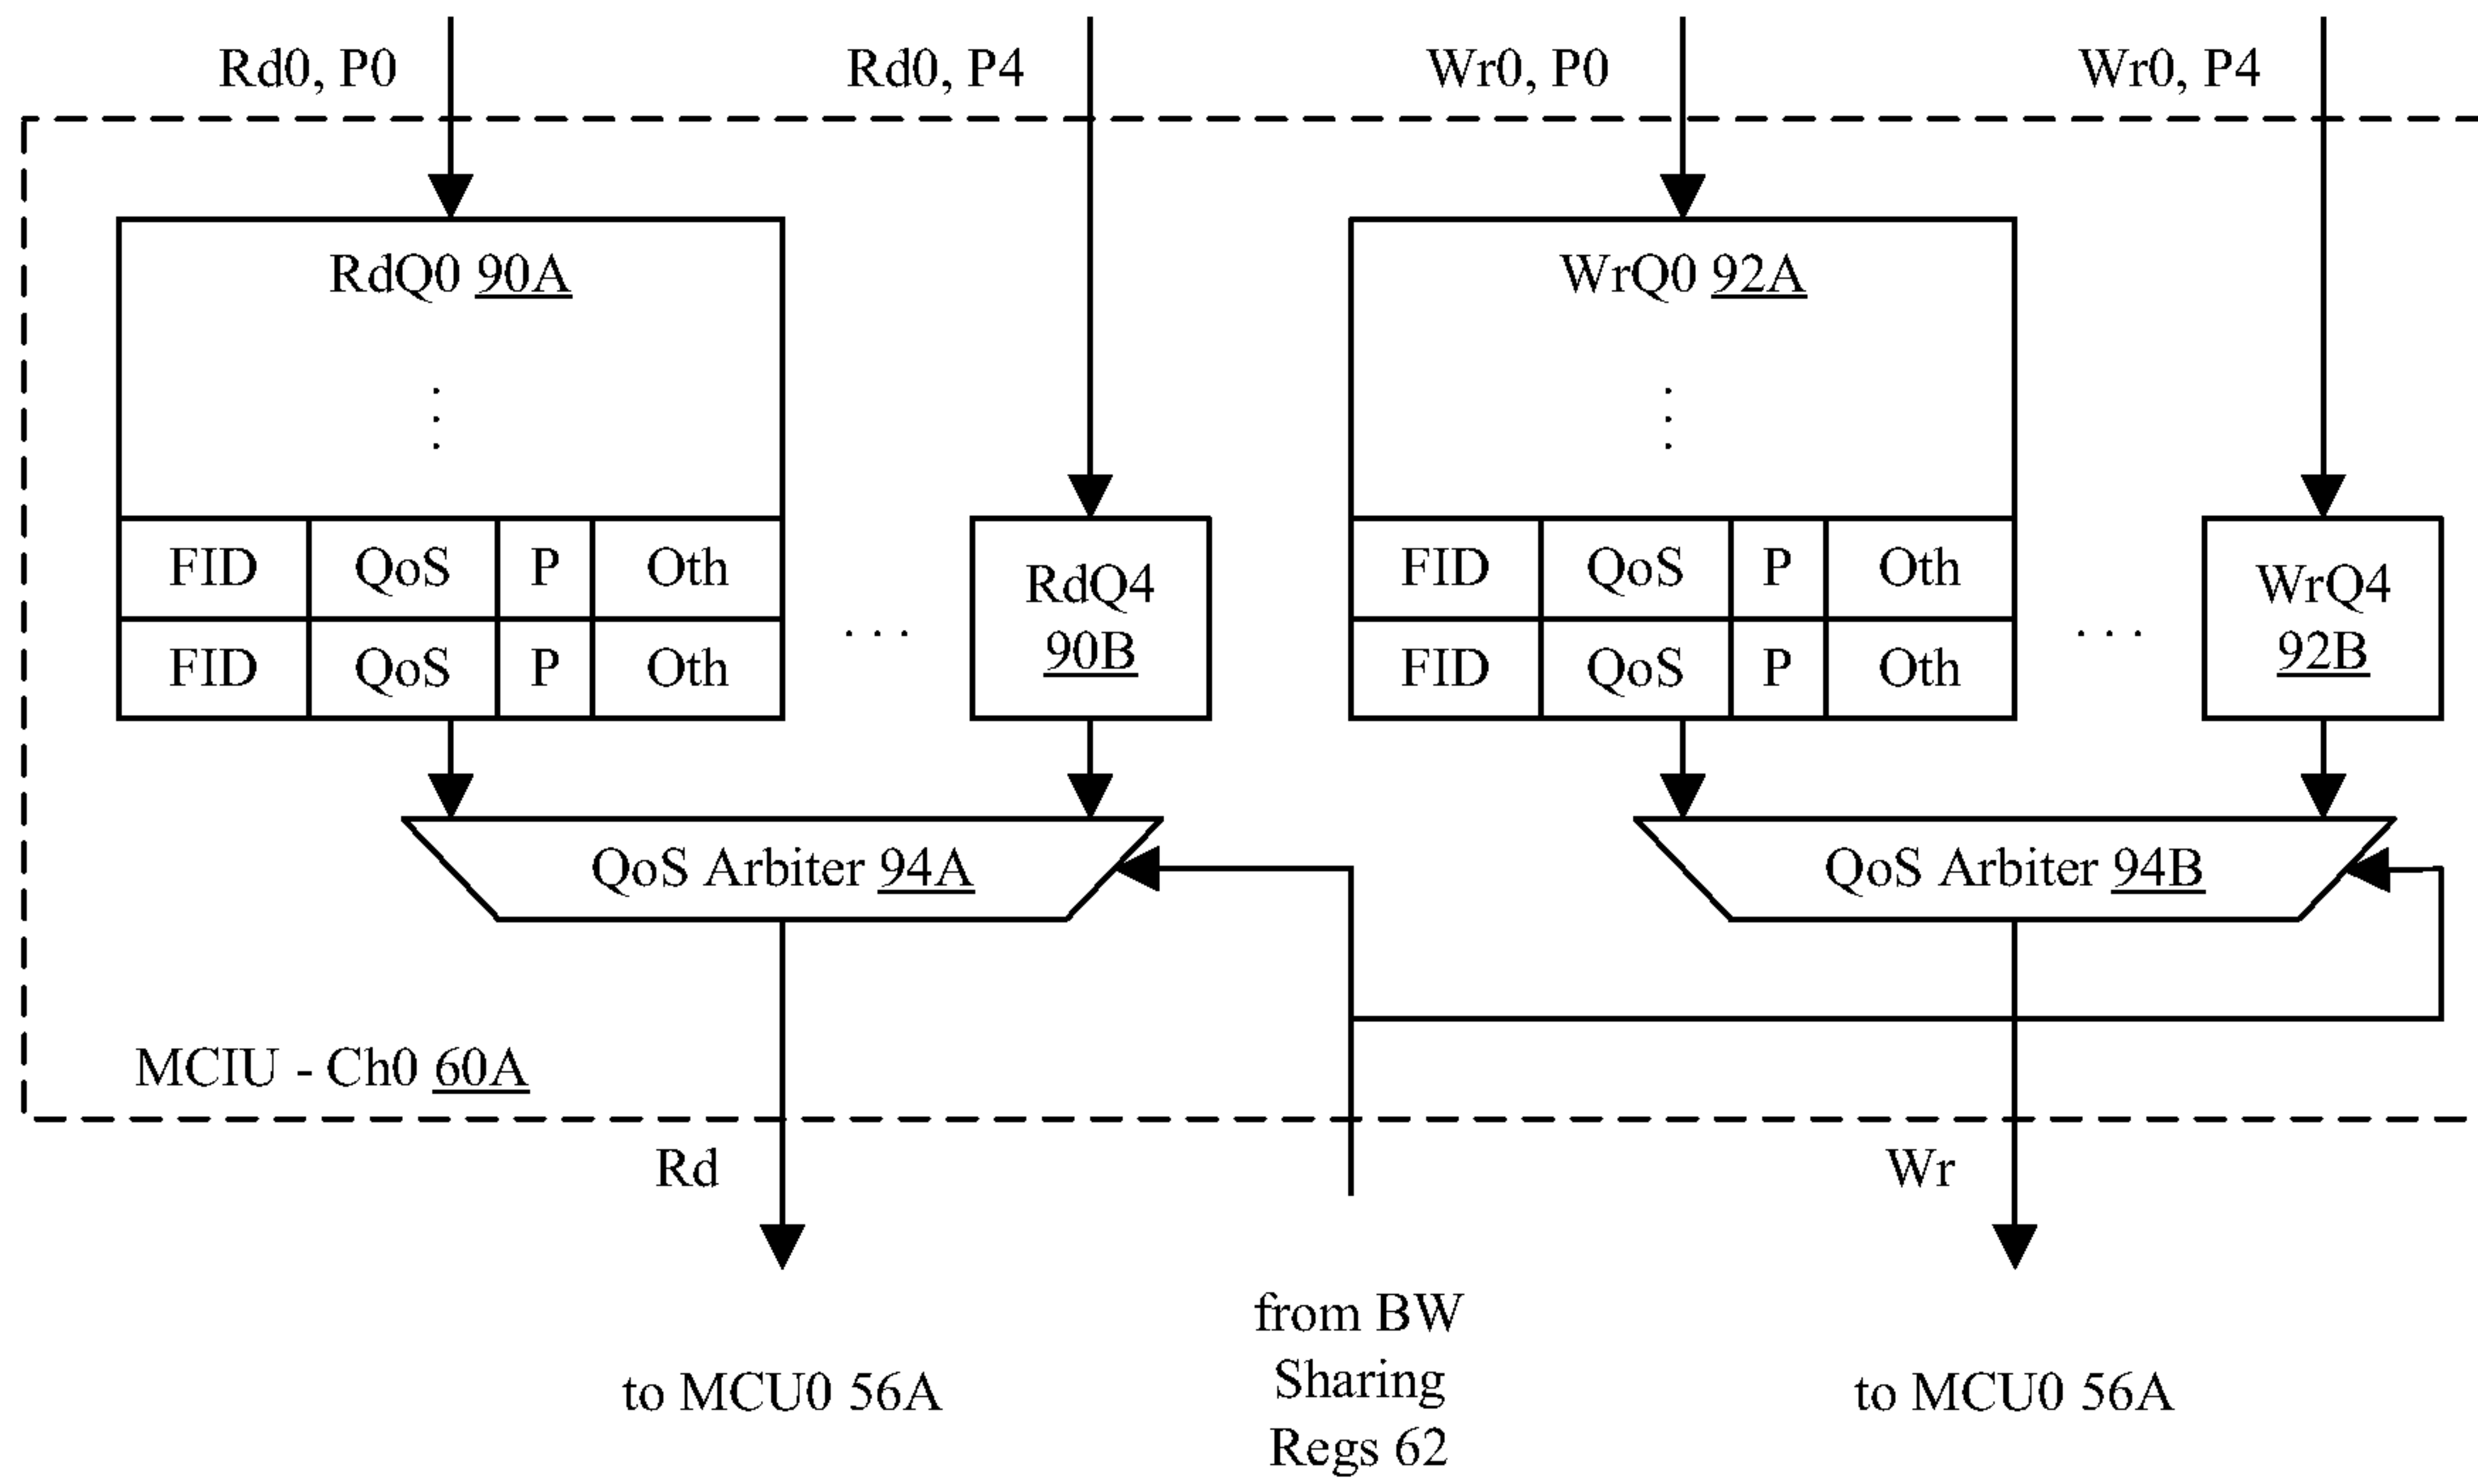 Rd0, P0
Rd0, P4
Wr0, P0
Wr0, P4
RdQ0 90A
WrQ0 92A
FID QoS P Oth
FID QoS P Oth
. . .
RdQ4
90B
FID QoS P Oth
FID QoS P Oth
. . .
WrQ4
92B
QoS Arbiter 94A
QoS Arbiter 94B
MCIU - Ch0 60A
Rd
Wr
to MCU0 56A
from BW
Sharing
Regs 62
to MCU0 56A